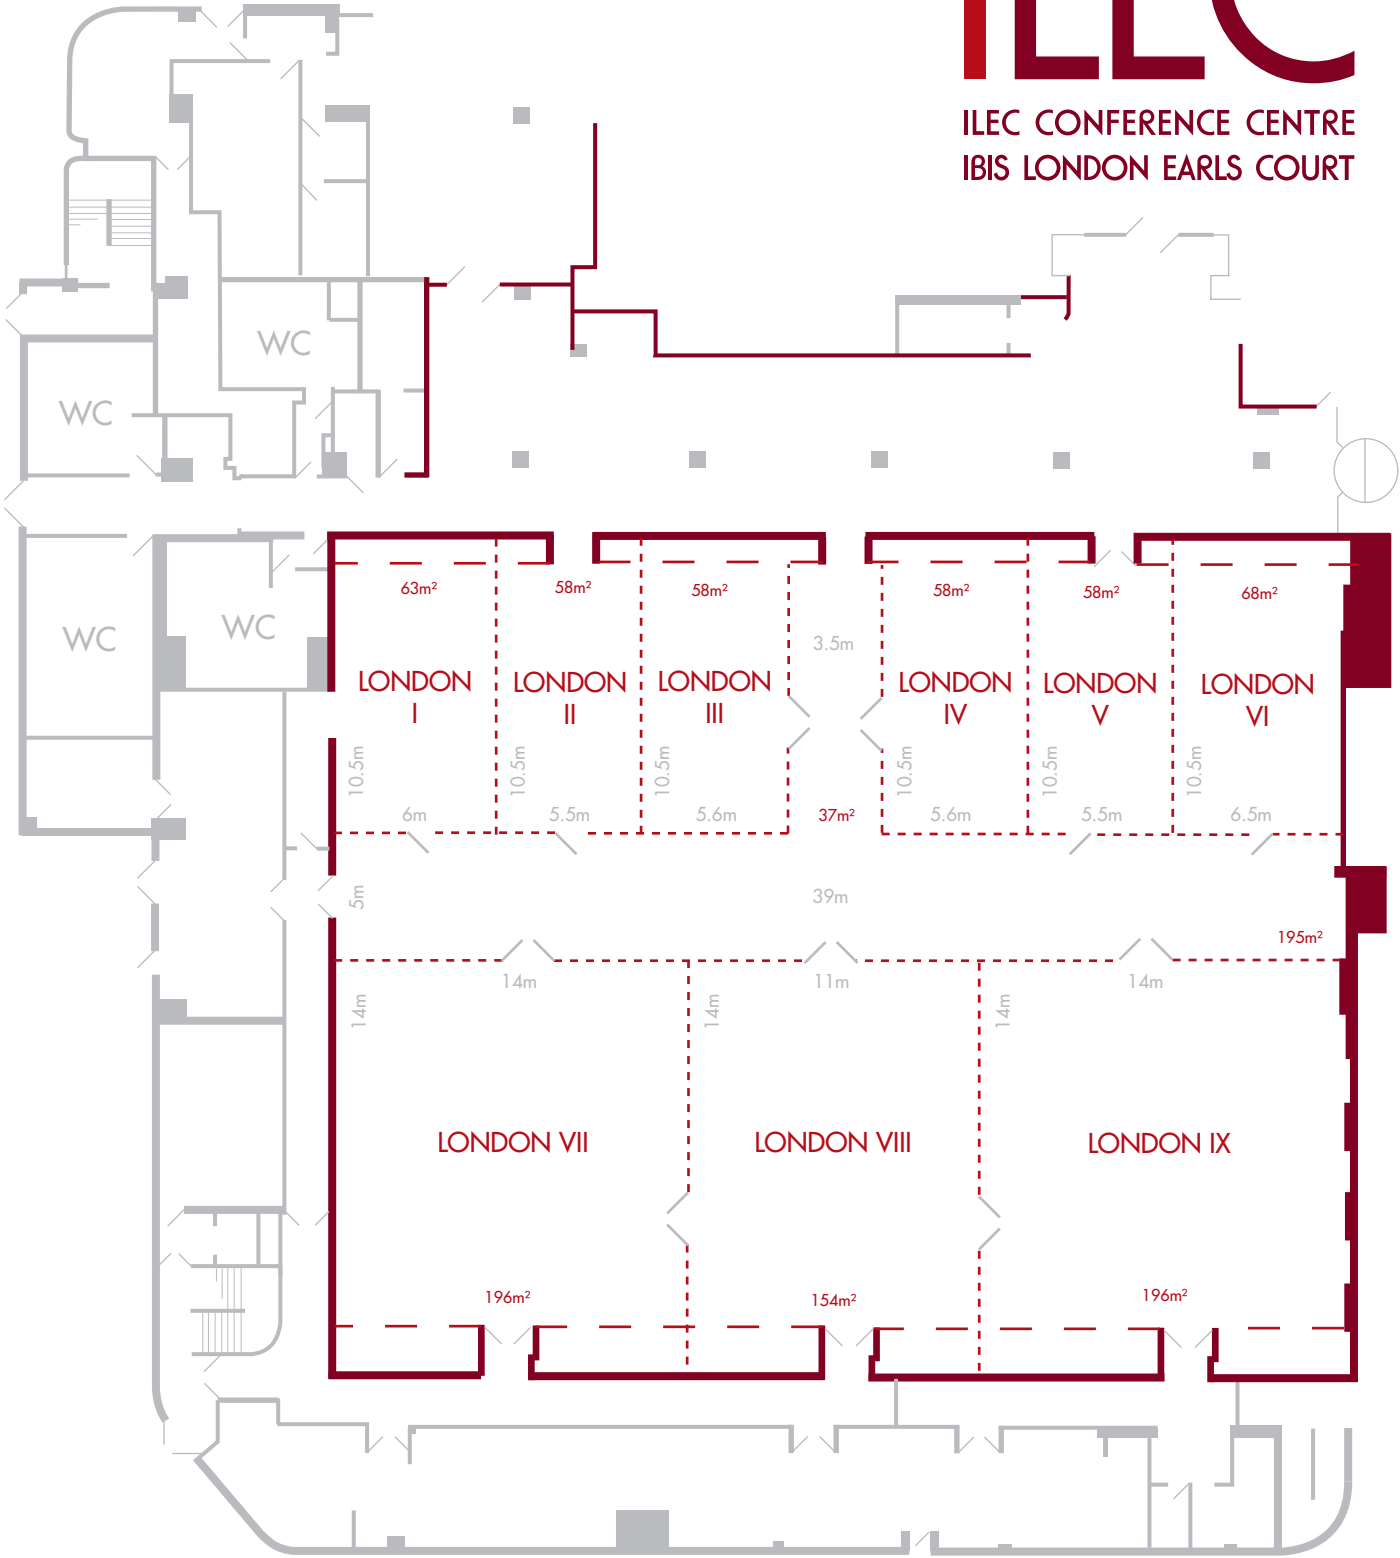 ILEC
ILEC CONFERENCE CENTRE
IBIS LONDON EARLS COURT
WC
WC
WC
WC
63m²
58m²
58m²
58m²
58m²
68m²
3.5m
LONDON
I
LONDON
II
LONDON
III
LONDON
IV
LONDON
V
LONDON
VI
10.5m
10.5m
10.5m
10.5m
10.5m
10.5m
6m
5.5m
5.6m
37m²
5.6m
5.5m
6.5m
5m
39m
195m²
14m
11m
14m
14m
14m
14m
LONDON VII
LONDON VIII
LONDON IX
196m²
154m²
196m²